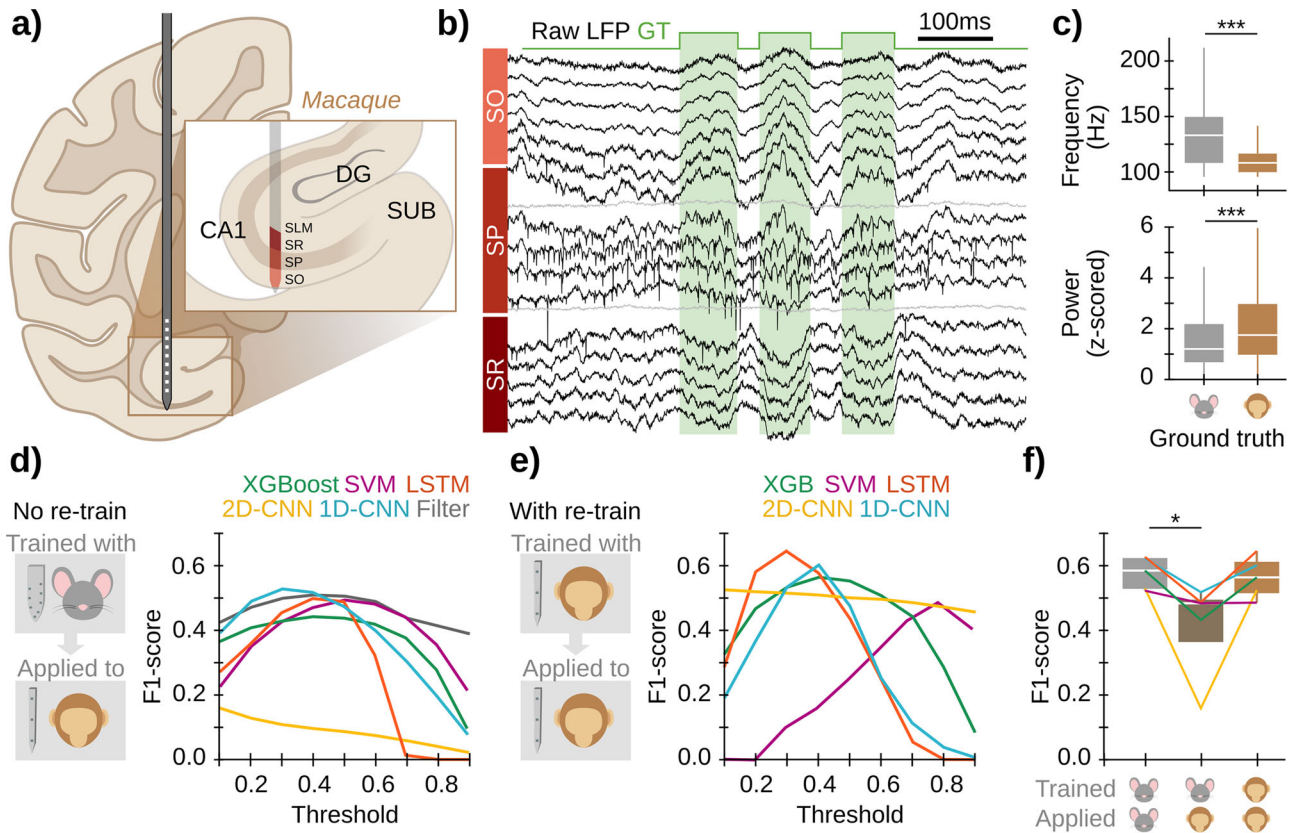 a)
Macaque
DG
SUB
CA1
SLM
SR
SP
SO
b)
Raw LFP GT
100ms
SO
SP
SR
c)
***
200
150
100
Frequency
(Hz)
***
6
4
2
0
Power
(z-scored)
Ground truth
d)
XGBoost SVM LSTM
2D-CNN 1D-CNN Filter
No re-train
Trained with
Applied to
F1-score
0.6
0.4
0.2
0.0
0.2 0.4 0.6 0.8
Threshold
e)
XGB SVM LSTM
2D-CNN 1D-CNN
With re-train
Trained with
Applied to
F1-score
0.6
0.4
0.2
0.0
0.2 0.4 0.6 0.8
Threshold
f)
*
F1-score
0.6
0.4
0.2
0.0
Trained
Applied